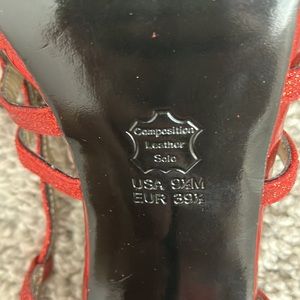 Composition
Leather
Sole
USA 9½M
EUR 39½